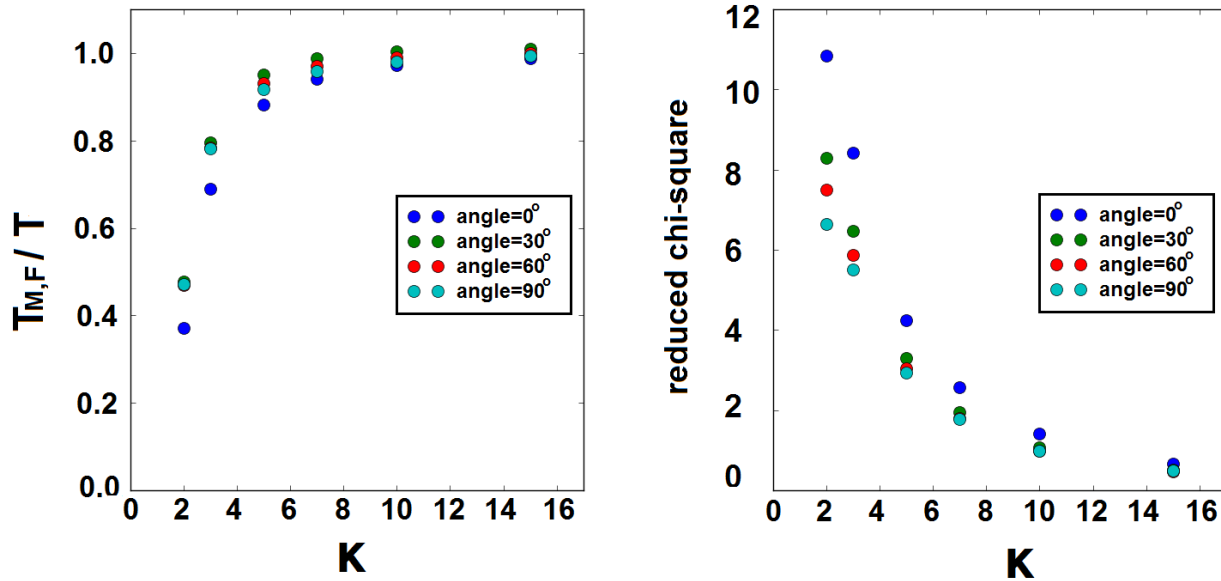 1.0
0.8
0.6
0.4
0.2
0.0
T_M,F / T
angle=0°
angle=30°
angle=60°
angle=90°
0 2 4 6 8 10 12 14 16
K
12
10
8
6
4
2
0
reduced chi-square
angle=0°
angle=30°
angle=60°
angle=90°
0 2 4 6 8 10 12 14 16
K